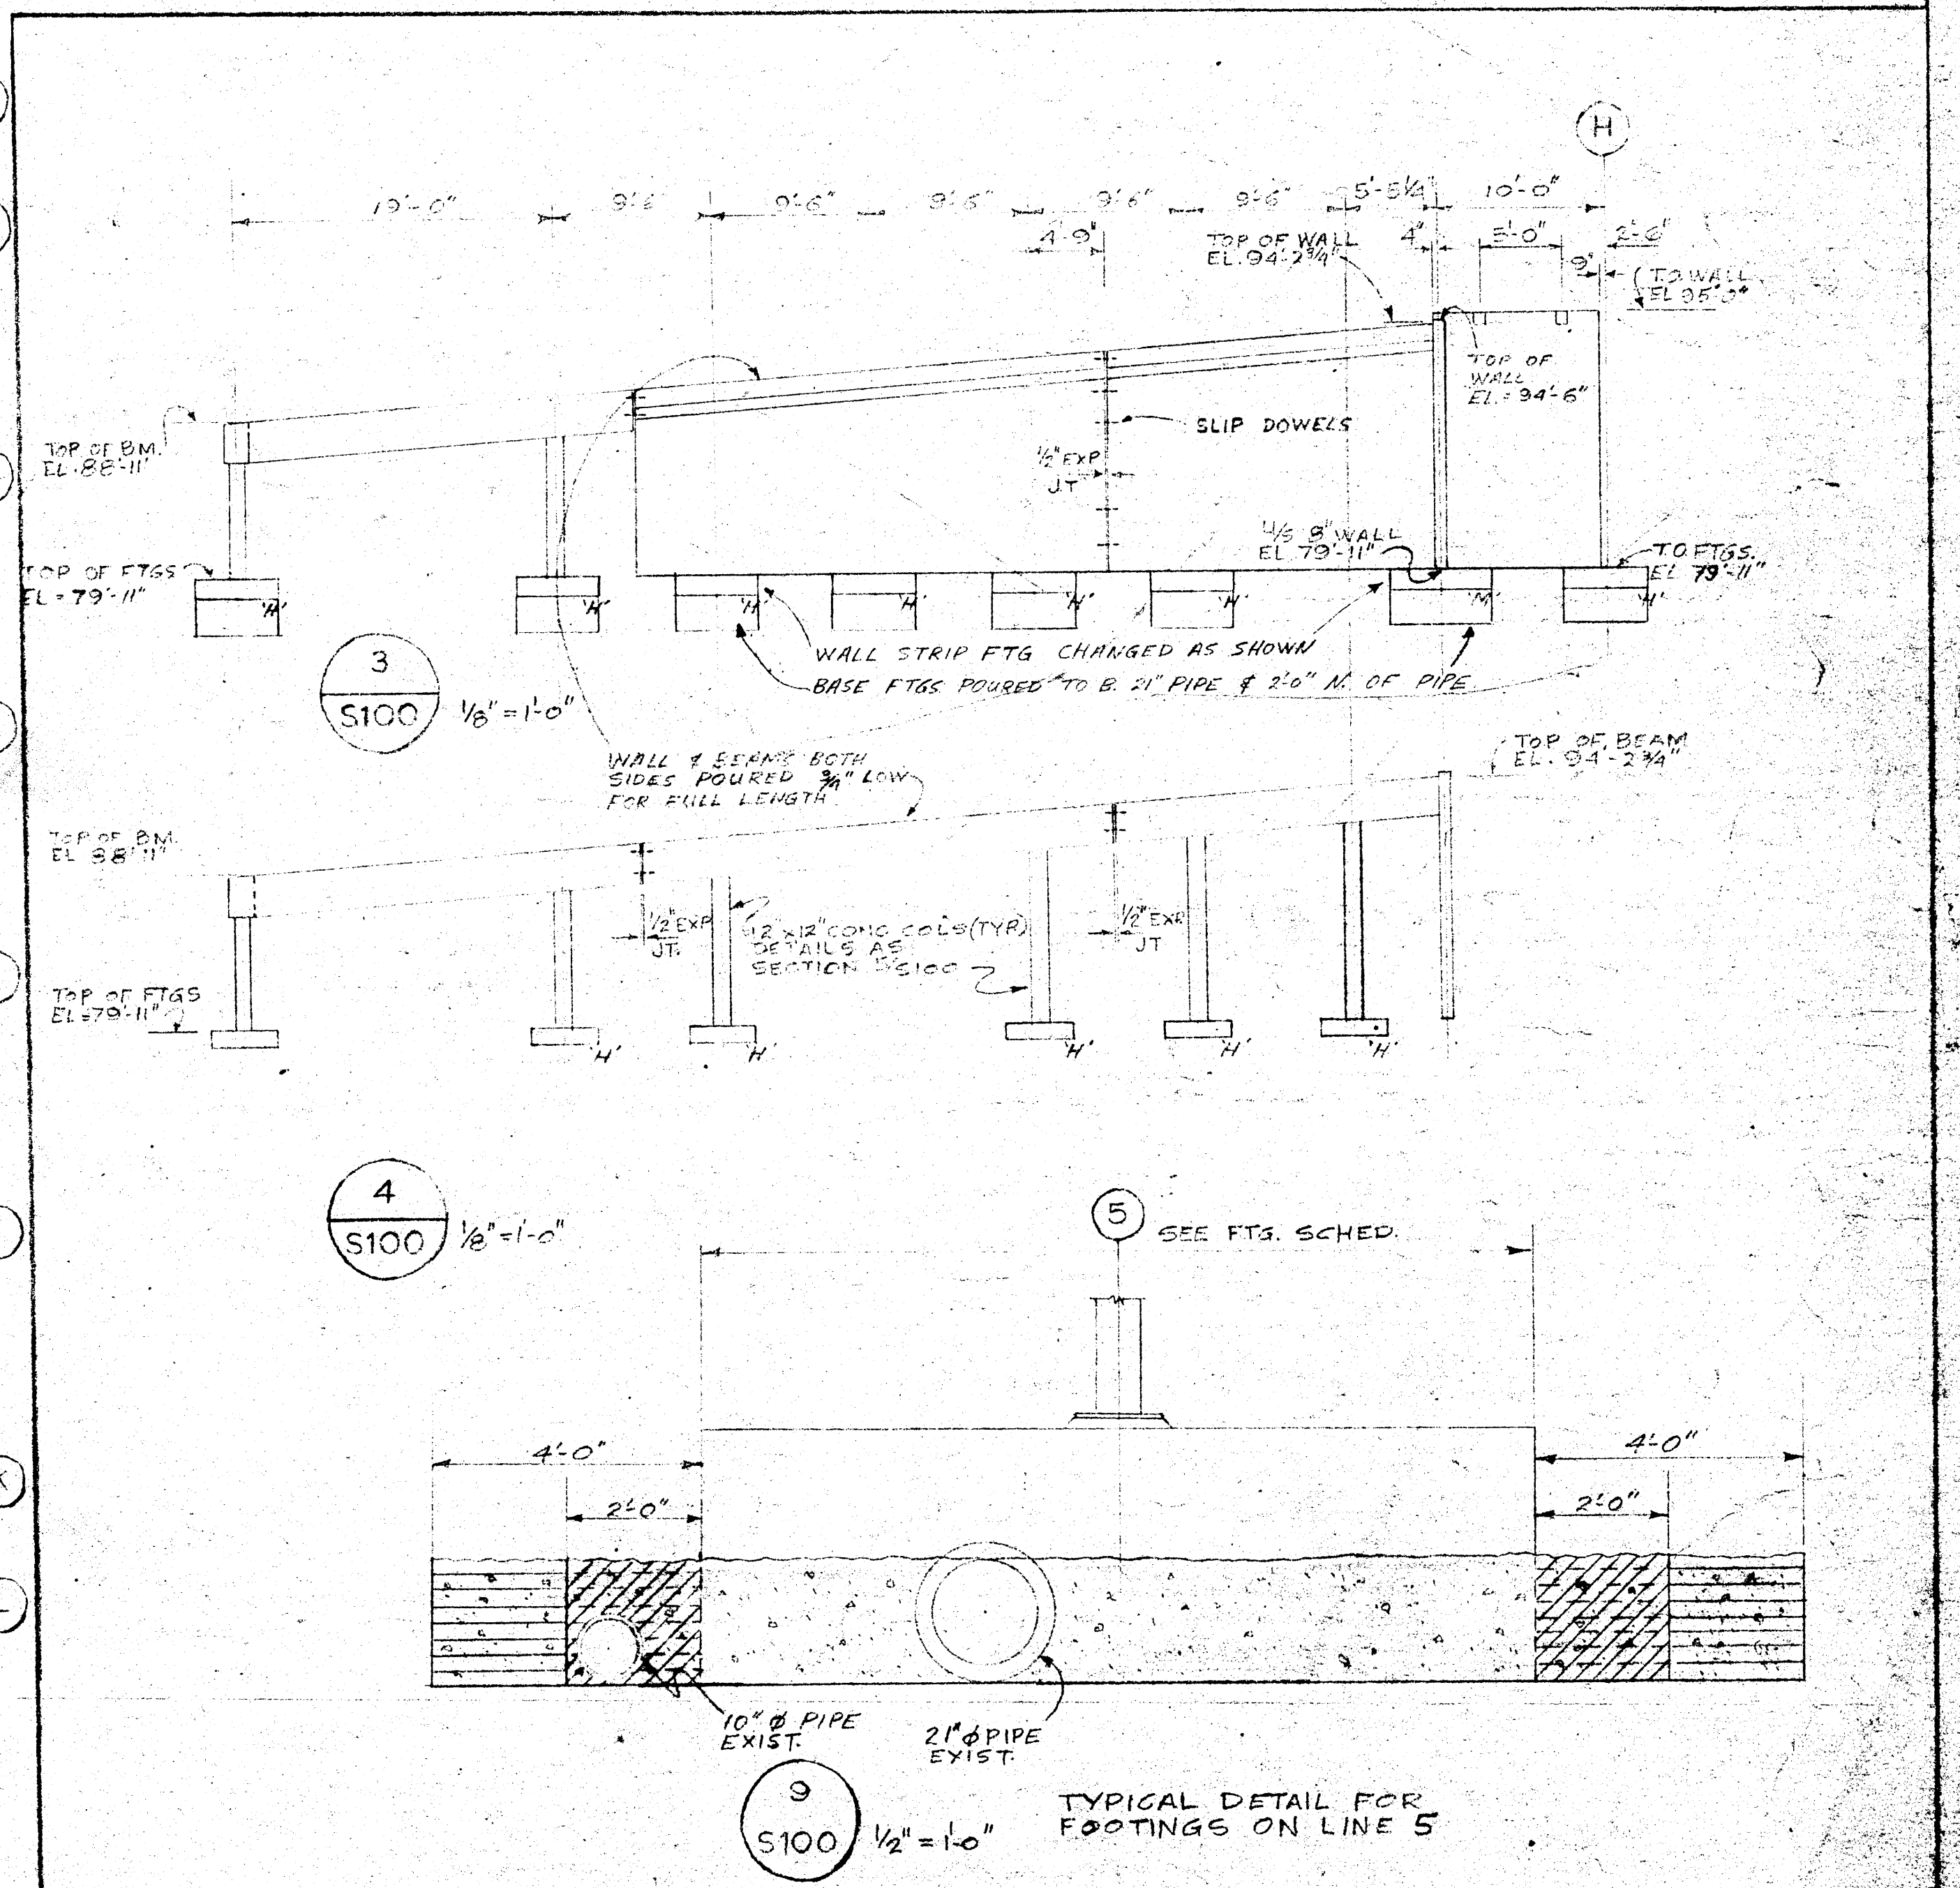 H
19'-0" 9'-6 9'-6" 9'-6" 9'-6" 9'-6" 5'-5¼" 10'-0"
4'-9" 4" 5'-0" 2'-6"
TOP OF WALL
EL. 94'-2¾"
9"
T.O WALL
EL 95'-0"
TOP OF
WALL
EL. = 94'-6"
SLIP DOWELS
TOP OF BM.
EL. 88'-11"
½" EXP.
JT
U/S 8" WALL
EL 79'-11"
T.O. FTGS.
EL 79'-11"
TOP OF FTGS
EL = 79'-11"
'H' 'H' 'H' 'H' 'H' 'H' 'M' 'H'
WALL STRIP FTG CHANGED AS SHOWN
BASE FTGS. POURED TO B. 21" PIPE & 2'-0" N. OF PIPE
3
S100 ⅛" = 1'-0"
WALL & BEAMS BOTH
SIDES POURED ¾" LOW
FOR FULL LENGTH
TOP OF BEAM
EL. 94-2¾"
TOP OF BM.
EL 88'-11"
½" EXP
JT.
12"x12" CONC COLS (TYP.)
DETAILS AS
SECTION 5/S100
½" EXP.
JT
TOP OF FTGS
EL = 79'-11"
'H' 'H' 'H' 'H' 'H'
4
S100 ⅛" = 1'-0"
5
SEE FTG. SCHED.
4'-0" 4'-0"
2'-0" 2'-0"
10" ϕ PIPE
EXIST.
21" ϕ PIPE
EXIST.
9
S100 ½" = 1'-0"
TYPICAL DETAIL FOR
FOOTINGS ON LINE 5